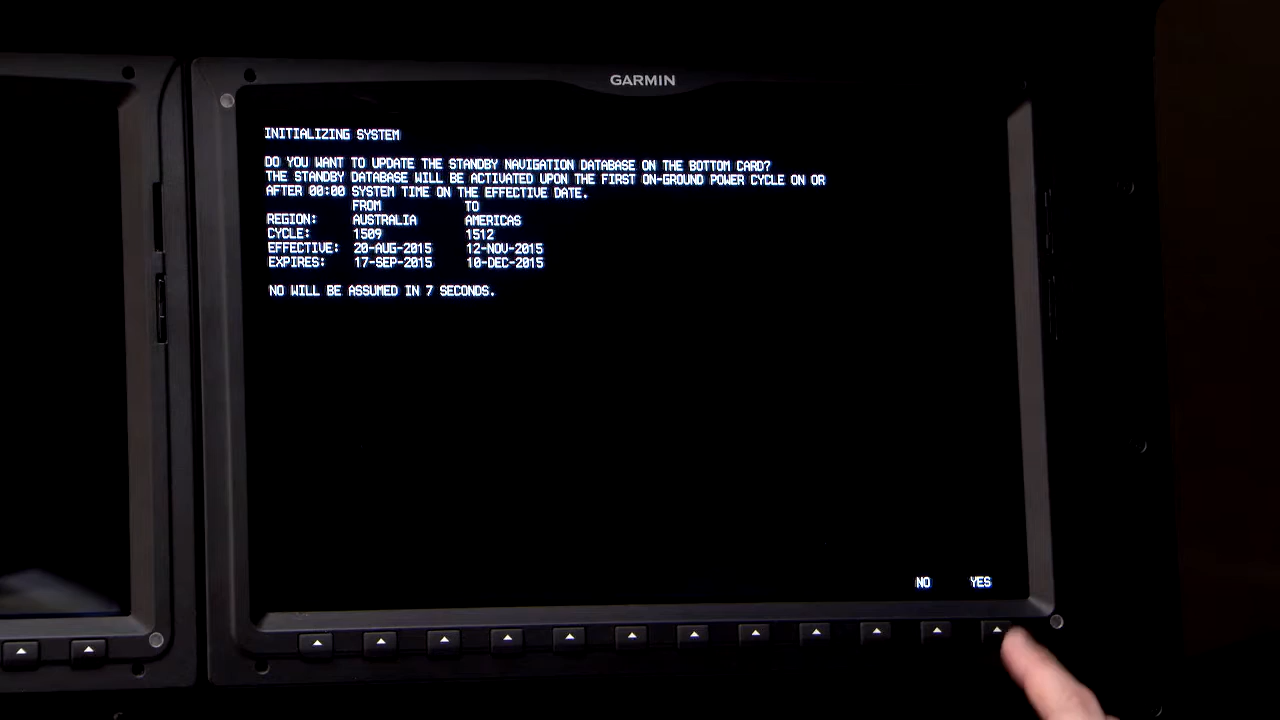 GARMIN
INITIALIZING SYSTEM
DO YOU WANT TO UPDATE THE STANDBY NAVIGATION DATABASE ON THE BOTTOM CARD?
THE STANDBY DATABASE WILL BE ACTIVATED UPON THE FIRST ON-GROUND POWER CYCLE ON OR
AFTER 00:00 SYSTEM TIME ON THE EFFECTIVE DATE.
FROM TO
REGION: AUSTRALIA AMERICAS
CYCLE: 1509 1512
EFFECTIVE: 20-AUG-2015 12-NOV-2015
EXPIRES: 17-SEP-2015 10-DEC-2015
NO WILL BE ASSUMED IN 7 SECONDS.
NO YES